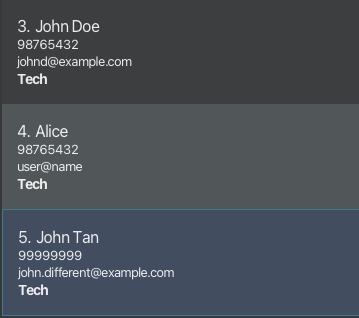 3. John Doe
98765432
johnd@example.com
Tech
4. Alice
98765432
user@name
Tech
5. John Tan
99999999
john.different@example.com
Tech